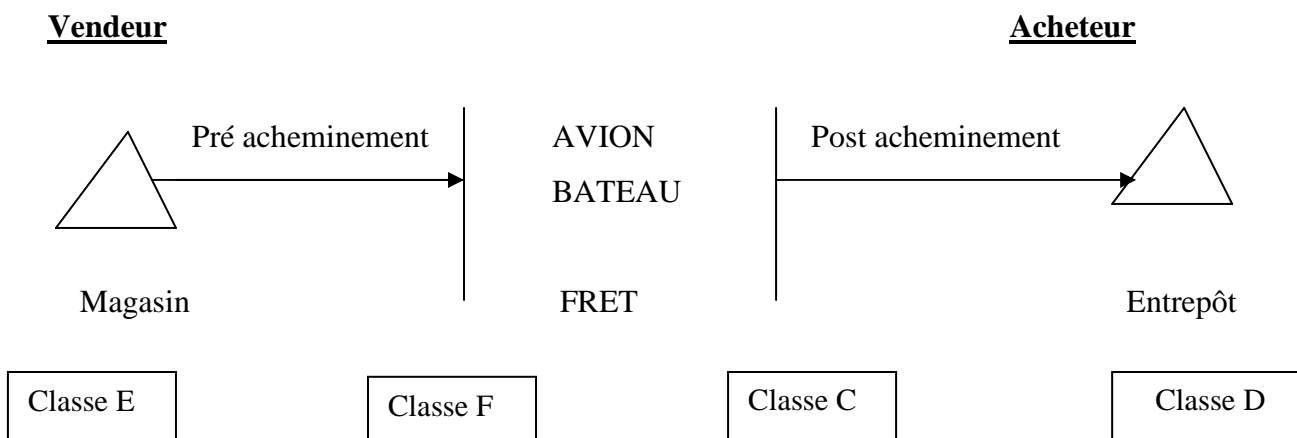 Vendeur Acheteur
Pré acheminement AVION Post acheminement
BATEAU
Magasin FRET Entrepôt
Classe E Classe F Classe C Classe D